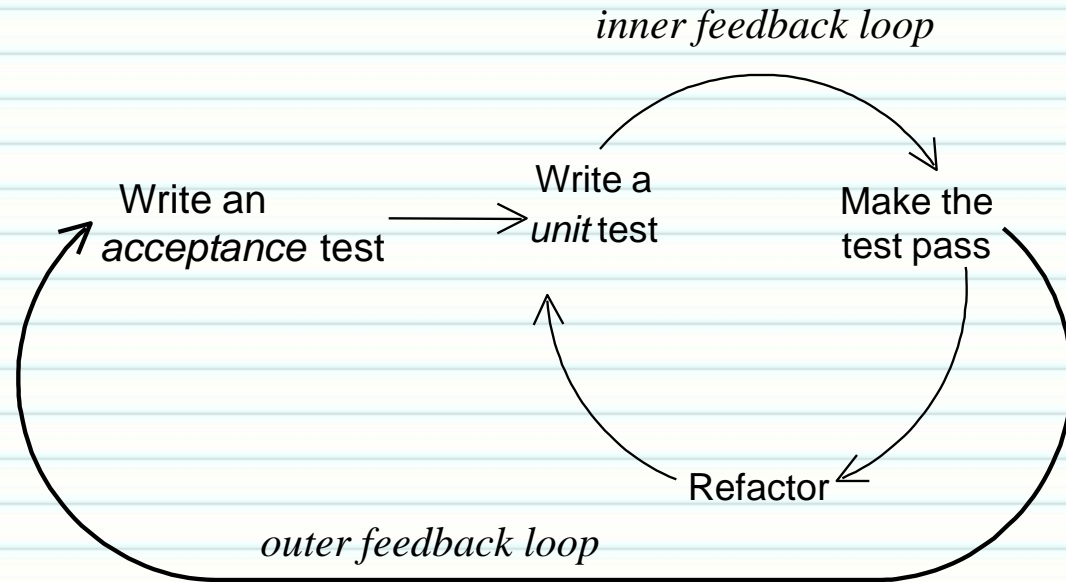 inner feedback loop
Write an
acceptance test
Write a
unit test
Make the
test pass
Refactor
outer feedback loop